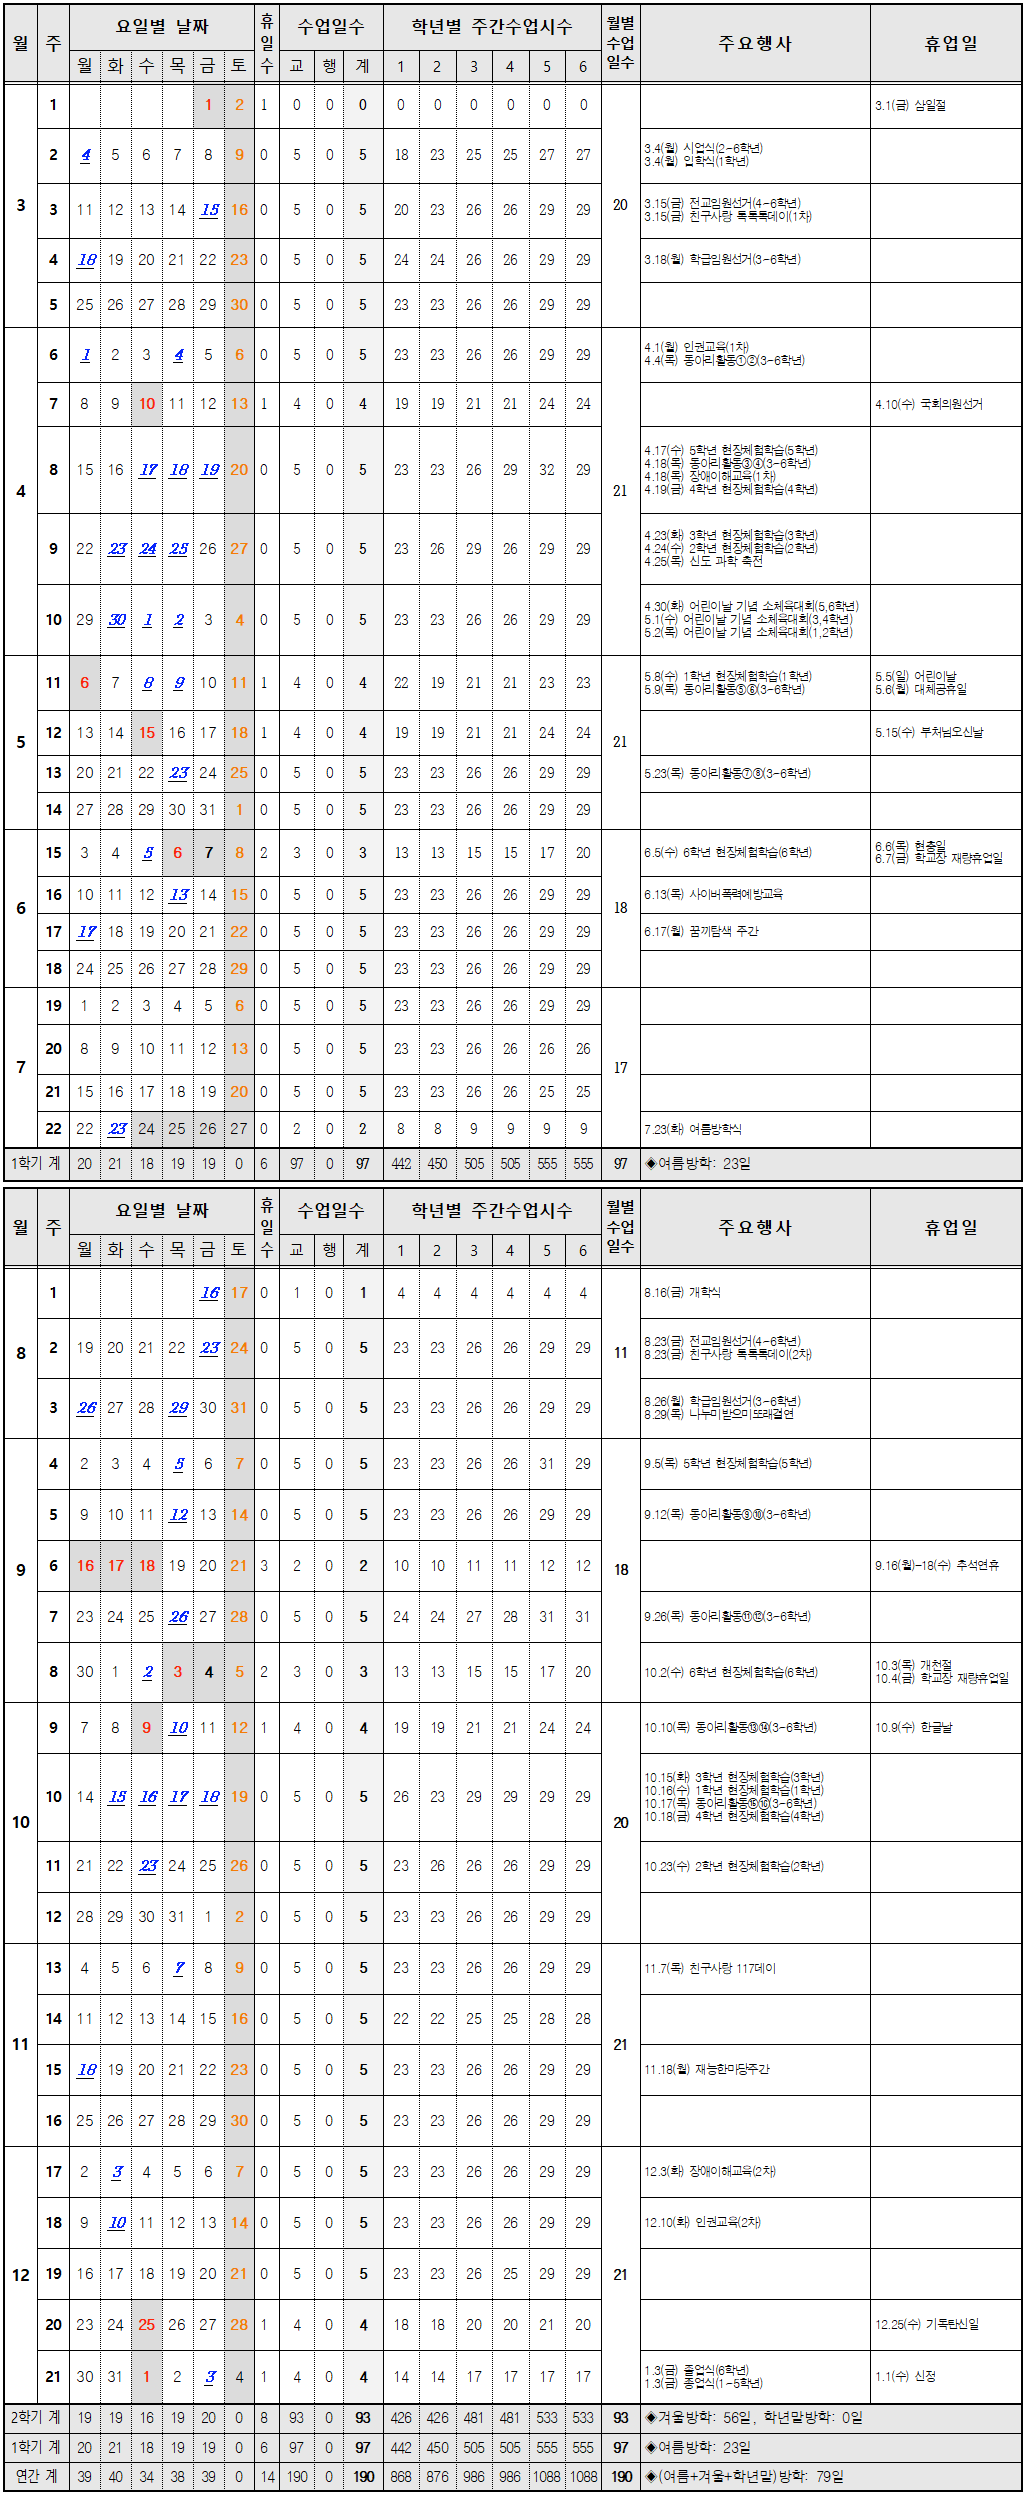 월 주 요일별 날짜 휴일수 수업일수 학년별 주간수업시수 월별수업일수 주요행사 휴업일
월 화 수 목 금 토 교 행 계 1 2 3 4 5 6
3 1 1 2 1 0 0 0 0 0 0 0 0 0 20 3.1(금) 삼일절
2 4 5 6 7 8 9 0 5 0 5 18 23 25 25 27 27 3.4(월) 시업식(2~6학년)
3.4(월) 입학식(1학년)
3 11 12 13 14 15 16 0 5 0 5 20 23 26 26 29 29 3.15(금) 전교임원선거(4-6학년)
3.15(금) 친구사랑 톡톡톡데이(1차)
4 18 19 20 21 22 23 0 5 0 5 24 24 26 26 29 29 3.18(월) 학급임원선거(3-6학년)
5 25 26 27 28 29 30 0 5 0 5 23 23 26 26 29 29
4 6 1 2 3 4 5 6 0 5 0 5 23 23 26 26 29 29 21 4.1(월) 인권교육(1차)
4.4(목) 동아리활동①②(3-6학년)
7 8 9 10 11 12 13 1 4 0 4 19 19 21 21 24 24 4.10(수) 국회의원선거
8 15 16 17 18 19 20 0 5 0 5 23 23 26 29 32 29 4.17(수) 5학년 현장체험학습(5학년)
4.18(목) 동아리활동③④(3-6학년)
4.18(목) 장애이해교육(1차)
4.19(금) 4학년 현장체험학습(4학년)
9 22 23 24 25 26 27 0 5 0 5 23 26 29 26 29 29 4.23(화) 3학년 현장체험학습(3학년)
4.24(수) 2학년 현장체험학습(2학년)
4.25(목) 신도 과학 축전
10 29 30 1 2 3 4 0 5 0 5 23 23 26 26 29 29 4.30(화) 어린이날 기념 소체육대회(5,6학년)
5.1(수) 어린이날 기념 소체육대회(3,4학년)
5.2(목) 어린이날 기념 소체육대회(1,2학년)
5 11 6 7 8 9 10 11 1 4 0 4 22 19 21 21 23 23 21 5.8(수) 1학년 현장체험학습(1학년) 5.5(일) 어린이날
5.9(목) 동아리활동⑤⑥(3-6학년) 5.6(월) 대체공휴일
12 13 14 15 16 17 18 1 4 0 4 19 19 21 21 24 24 5.15(수) 부처님오신날
13 20 21 22 23 24 25 0 5 0 5 23 23 26 26 29 29 5.23(목) 동아리활동⑦⑧(3-6학년)
14 27 28 29 30 31 1 0 5 0 5 23 23 26 26 29 29
6 15 3 4 5 6 7 8 2 3 0 3 13 13 15 15 17 20 18 6.5(수) 6학년 현장체험학습(6학년) 6.6(목) 현충일
6.7(금) 학교장 재량휴업일
16 10 11 12 13 14 15 0 5 0 5 23 23 26 26 29 29 6.13(목) 사이버폭력예방교육
17 17 18 19 20 21 22 0 5 0 5 23 23 26 26 29 29 6.17(월) 꿈끼탐색 주간
18 24 25 26 27 28 29 0 5 0 5 23 23 26 26 29 29
7 19 1 2 3 4 5 6 0 5 0 5 23 23 26 26 29 29 17
20 8 9 10 11 12 13 0 5 0 5 23 23 26 26 26 26
21 15 16 17 18 19 20 0 5 0 5 23 23 26 26 25 25
22 22 23 24 25 26 27 0 2 0 2 8 8 9 9 9 9 7.23(화) 여름방학식
1학기 계 20 21 18 19 19 0 6 97 0 97 442 450 505 505 555 555 97 ◈여름방학: 23일
월 주 요일별 날짜 휴일수 수업일수 학년별 주간수업시수 월별수업일수 주요행사 휴업일
월 화 수 목 금 토 교 행 계 1 2 3 4 5 6
8 1 16 17 0 1 0 1 4 4 4 4 4 4 11 8.16(금) 개학식
2 19 20 21 22 23 24 0 5 0 5 23 23 26 26 29 29 8.23(금) 전교임원선거(4-6학년)
8.23(금) 친구사랑 톡톡톡데이(2차)
3 26 27 28 29 30 31 0 5 0 5 23 23 26 26 29 29 8.26(월) 학급임원선거(3-6학년)
8.29(목) 나누미받으미또래결연
9 4 2 3 4 5 6 7 0 5 0 5 23 23 26 26 31 29 18 9.5(목) 5학년 현장체험학습(5학년)
5 9 10 11 12 13 14 0 5 0 5 23 23 26 26 29 29 9.12(목) 동아리활동⑨⑩(3-6학년)
6 16 17 18 19 20 21 3 2 0 2 10 10 11 11 12 12 9.16(월)-18(수) 추석연휴
7 23 24 25 26 27 28 0 5 0 5 24 24 27 28 31 31 9.26(목) 동아리활동⑪⑫(3-6학년)
8 30 1 2 3 4 5 2 3 0 3 13 13 15 15 17 20 10.2(수) 6학년 현장체험학습(6학년) 10.3(목) 개천절
10.4(금) 학교장 재량휴업일
10 9 7 8 9 10 11 12 1 4 0 4 19 19 21 21 24 24 20 10.10(목) 동아리활동⑬⑭(3-6학년) 10.9(수) 한글날
10 14 15 16 17 18 19 0 5 0 5 26 23 29 29 29 29 10.15(화) 3학년 현장체험학습(3학년)
10.16(수) 1학년 현장체험학습(1학년)
10.17(목) 동아리활동⑮⑯(3-6학년)
10.18(금) 4학년 현장체험학습(4학년)
11 21 22 23 24 25 26 0 5 0 5 23 26 26 26 29 29 10.23(수) 2학년 현장체험학습(2학년)
12 28 29 30 31 1 2 0 5 0 5 23 23 26 26 29 29
11 13 4 5 6 7 8 9 0 5 0 5 23 23 26 26 29 29 21 11.7(목) 친구사랑 117데이
14 11 12 13 14 15 16 0 5 0 5 22 22 25 25 28 28
15 18 19 20 21 22 23 0 5 0 5 23 23 26 26 29 29 11.18(월) 재능한마당주간
16 25 26 27 28 29 30 0 5 0 5 23 23 26 26 29 29
12 17 2 3 4 5 6 7 0 5 0 5 23 23 26 26 29 29 21 12.3(화) 장애이해교육(2차)
18 9 10 11 12 13 14 0 5 0 5 23 23 26 26 29 29 12.10(화) 인권교육(2차)
19 16 17 18 19 20 21 0 5 0 5 23 23 26 25 29 29
20 23 24 25 26 27 28 1 4 0 4 18 18 20 20 21 20 12.25(수) 기독탄신일
21 30 31 1 2 3 4 1 4 0 4 14 14 17 17 17 17 1.3(금) 졸업식(6학년) 1.1(수) 신정
1.3(금) 종업식(1-5학년)
2학기 계 19 19 16 19 20 0 8 93 0 93 426 426 481 481 533 533 93 ◈겨울방학: 56일, 학년말방학: 0일
1학기 계 20 21 18 19 19 0 6 97 0 97 442 450 505 505 555 555 97 ◈여름방학: 23일
연간 계 39 40 34 38 39 0 14 190 0 190 868 876 986 986 1088 1088 190 ◈(여름+겨울+학년말)방학: 79일